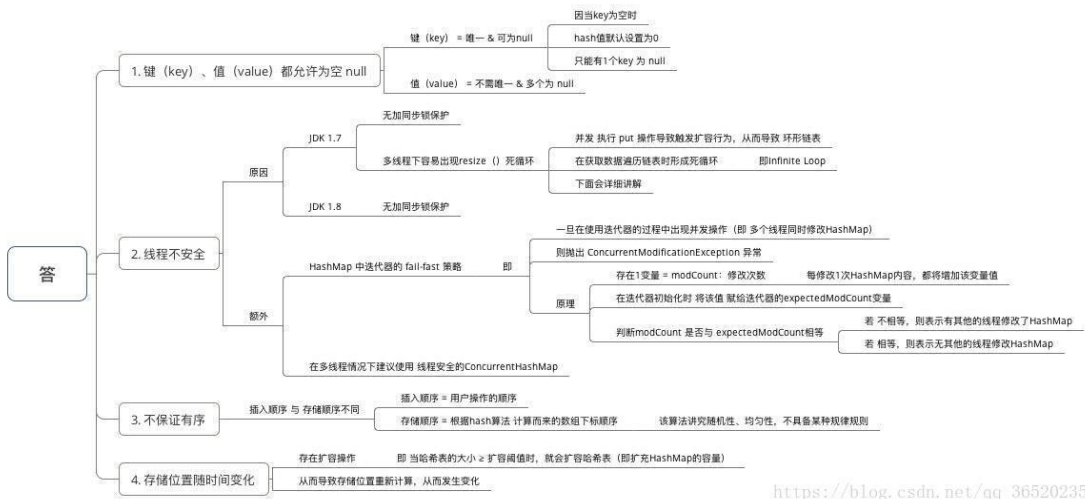 答
1. 键（key）、值（value）都允许为空 null
键（key） = 唯一 & 可为null
因当key为空时
hash值默认设置为0
只能有1个key 为 null
值（value） = 不需唯一 & 多个为 null
2. 线程不安全
原因
JDK 1.7
无加同步锁保护
多线程下容易出现resize（）死循环
并发 执行 put 操作导致触发扩容行为，从而导致 环形链表
在获取数据遍历链表时形成死循环
即Infinite Loop
下面会详细讲解
JDK 1.8
无加同步锁保护
额外
HashMap 中迭代器的 fail-fast 策略
即
一旦在使用迭代器的过程中出现并发操作（即 多个线程同时修改HashMap）
则抛出 ConcurrentModificationException 异常
原理
存在1变量 = modCount：修改次数
每修改1次HashMap内容，都将增加该变量值
在迭代器初始化时 将该值 赋给迭代器的expectedModCount变量
判断modCount 是否与 expectedModCount相等
若 不相等，则表示有其他的线程修改了HashMap
若 相等，则表示无其他的线程修改HashMap
在多线程情况下建议使用 线程安全的ConcurrentHashMap
3. 不保证有序
插入顺序 与 存储顺序不同
插入顺序 = 用户操作的顺序
存储顺序 = 根据hash算法 计算而来的数组下标顺序
该算法讲究随机性、均匀性，不具备某种规律规则
4. 存储位置随时间变化
存在扩容操作
即 当哈希表的大小 ≥ 扩容阈值时，就会扩容哈希表（即扩充HashMap的容量）
从而导致存储位置重新计算，从而发生变化
https://blog.csdn.net/qq_36520235